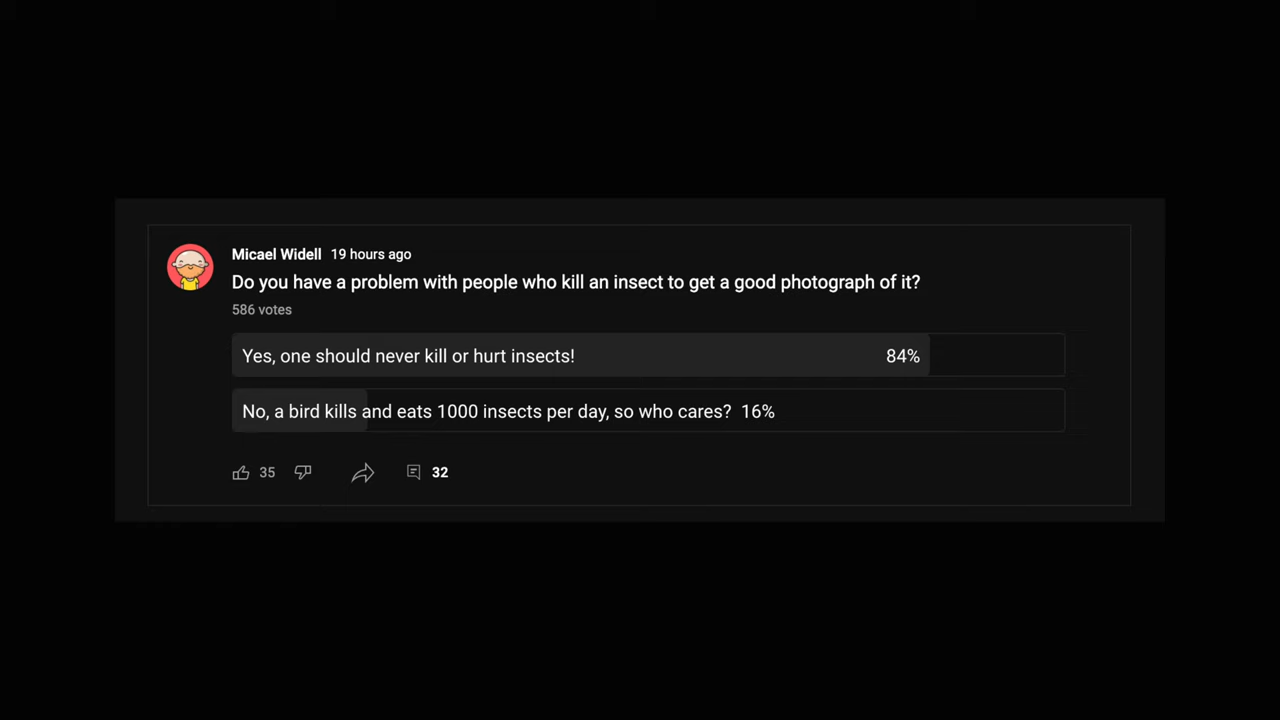 Micael Widell 19 hours ago
Do you have a problem with people who kill an insect to get a good photograph of it?
586 votes
Yes, one should never kill or hurt insects! 84%
No, a bird kills and eats 1000 insects per day, so who cares? 16%
35 32